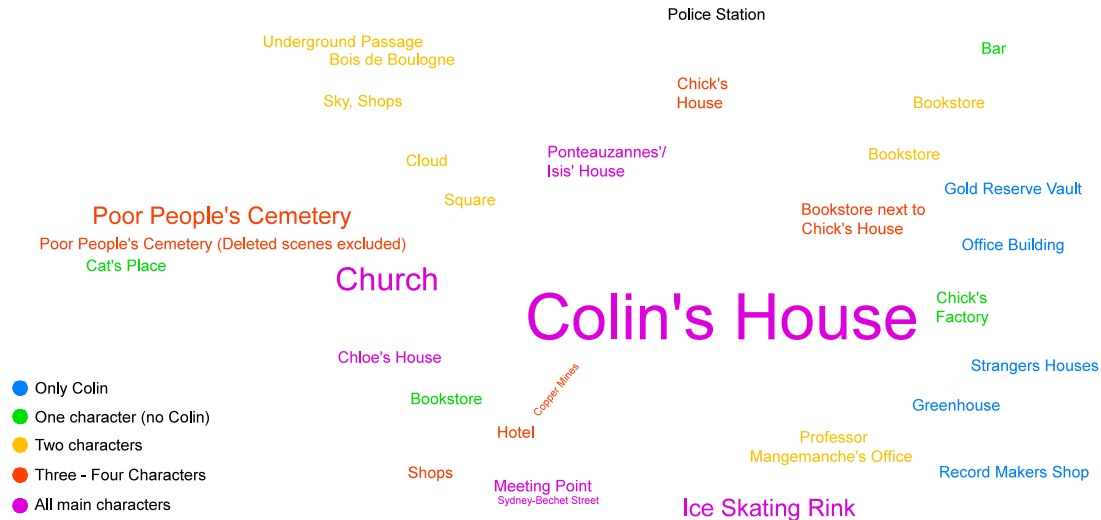 Police Station
Underground Passage
Bois de Boulogne
Bar
Sky, Shops
Chick's
House
Bookstore
Cloud
Ponteauzannes'/
Isis' House
Bookstore
Square
Gold Reserve Vault
Poor People's Cemetery
Bookstore next to
Chick's House
Poor People's Cemetery (Deleted scenes excluded)
Office Building
Cat's Place
Church
Colin's House
Chick's
Factory
Chloe's House
Strangers Houses
Copper Mines
Bookstore
Greenhouse
Hotel
Professor
Mangemanche's Office
Shops
Record Makers Shop
Meeting Point
Sydney-Bechet Street
Ice Skating Rink
Only Colin
One character (no Colin)
Two characters
Three - Four Characters
All main characters